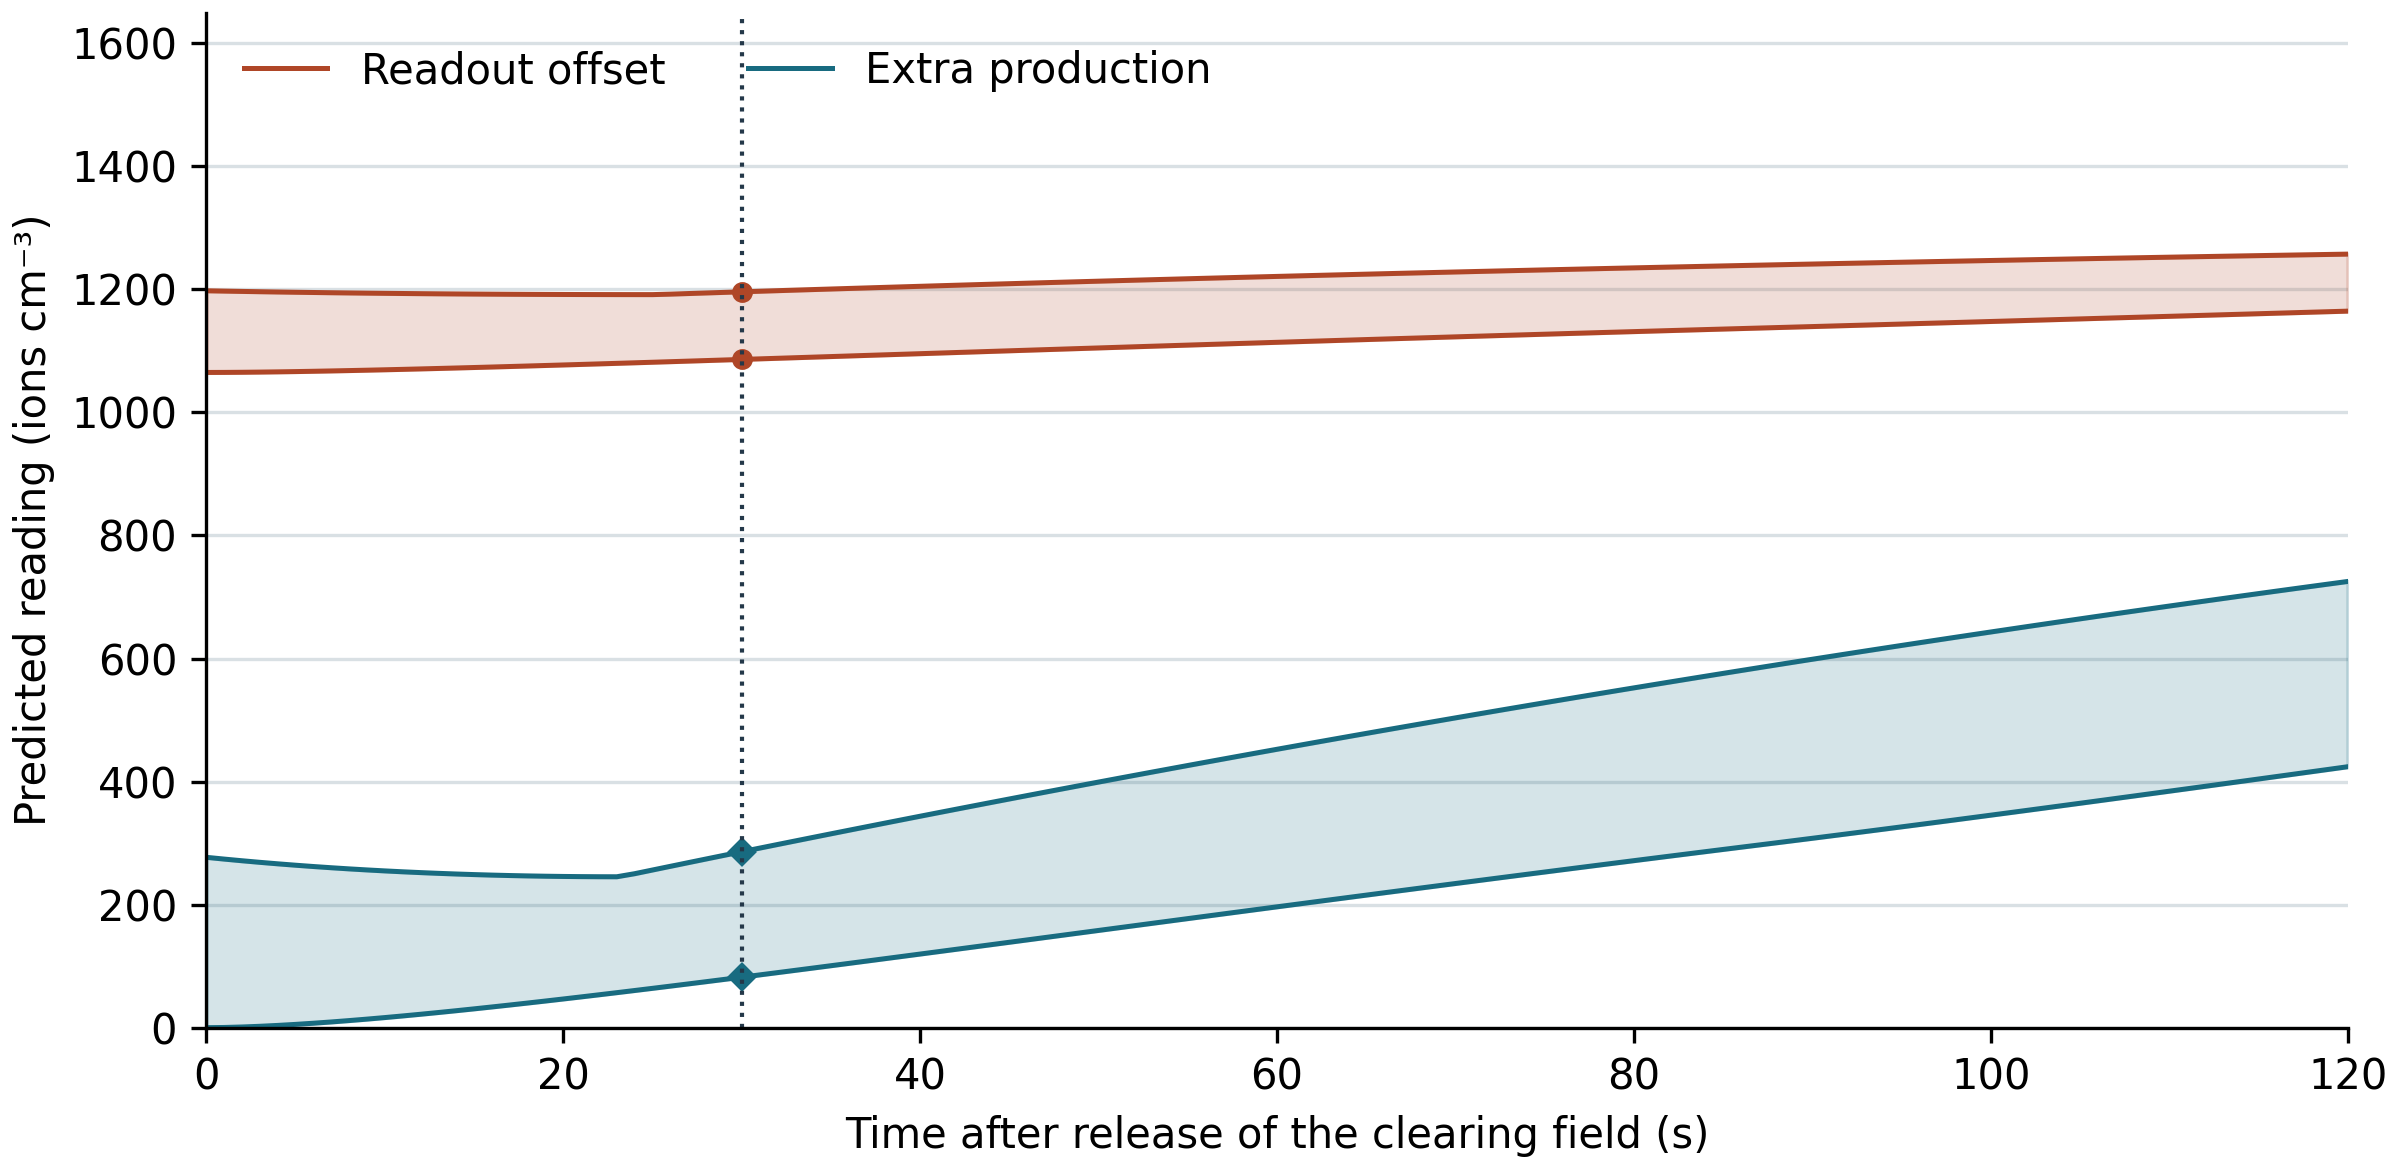 Predicted reading (ions cm⁻³)
1600
1400
1200
1000
800
600
400
200
0
Readout offset
Extra production
0 20 40 60 80 100 120
Time after release of the clearing field (s)